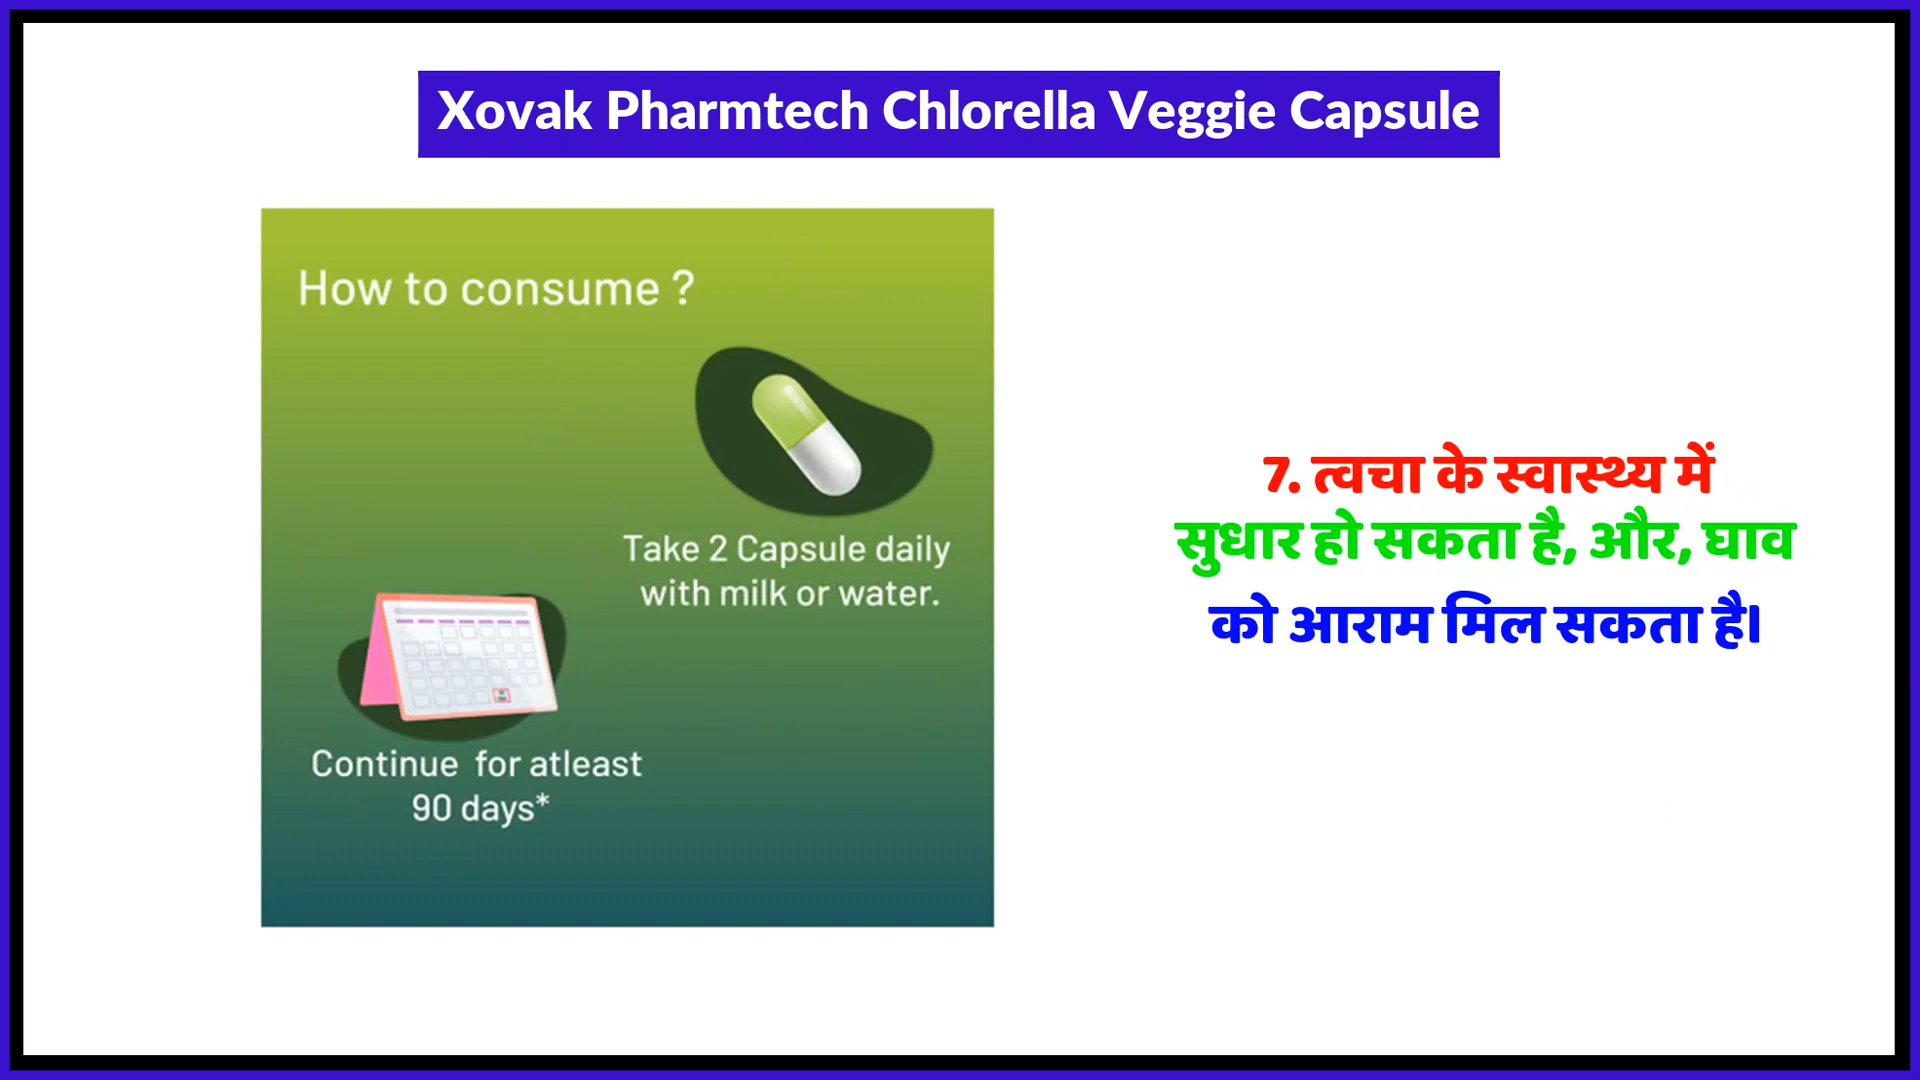 Xovak Pharmtech Chlorella Veggie Capsule
How to consume ?
Take 2 Capsule daily
with milk or water.
Continue for atleast
90 days*
7. त्वचा के स्वास्थ्य में
सुधार हो सकता है, और, घाव
को आराम मिल सकता है।